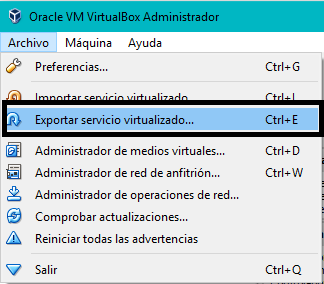 Oracle VM VirtualBox Administrador
Archivo Máquina Ayuda
Preferencias... Ctrl+G
Importar servicio virtualizado... Ctrl+I
Exportar servicio virtualizado... Ctrl+E
Administrador de medios virtuales... Ctrl+D
Administrador de red de anfitrión... Ctrl+W
Administrador de operaciones de red...
Comprobar actualizaciones...
Reiniciar todas las advertencias
Salir Ctrl+Q